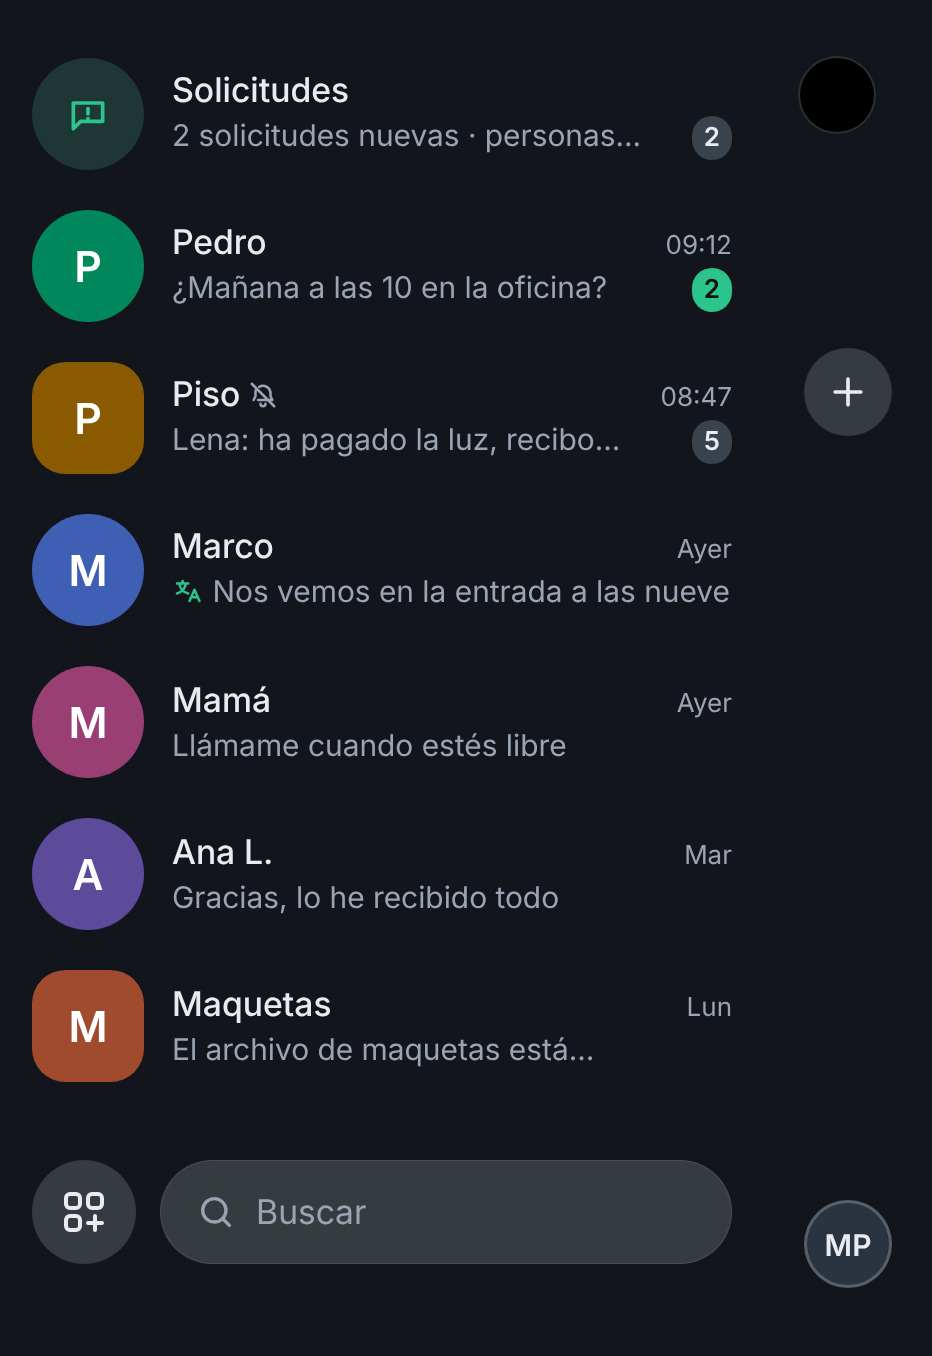 Solicitudes
2 solicitudes nuevas · personas...
2
P
Pedro
09:12
¿Mañana a las 10 en la oficina?
2
P
Piso
08:47
Lena: ha pagado la luz, recibo...
5
M
Marco
Ayer
Nos vemos en la entrada a las nueve
M
Mamá
Ayer
Llámame cuando estés libre
A
Ana L.
Mar
Gracias, lo he recibido todo
M
Maquetas
Lun
El archivo de maquetas está...
Buscar
MP